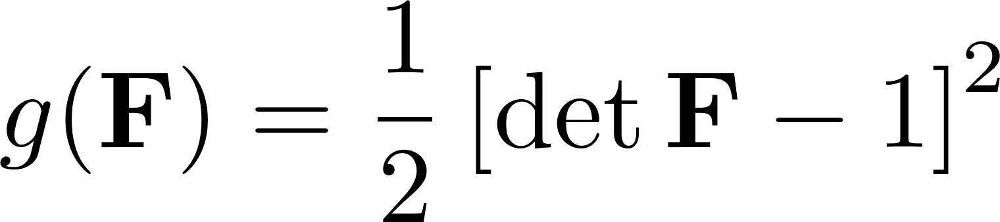 g(𝐅) = 1/2 [det 𝐅 − 1]²